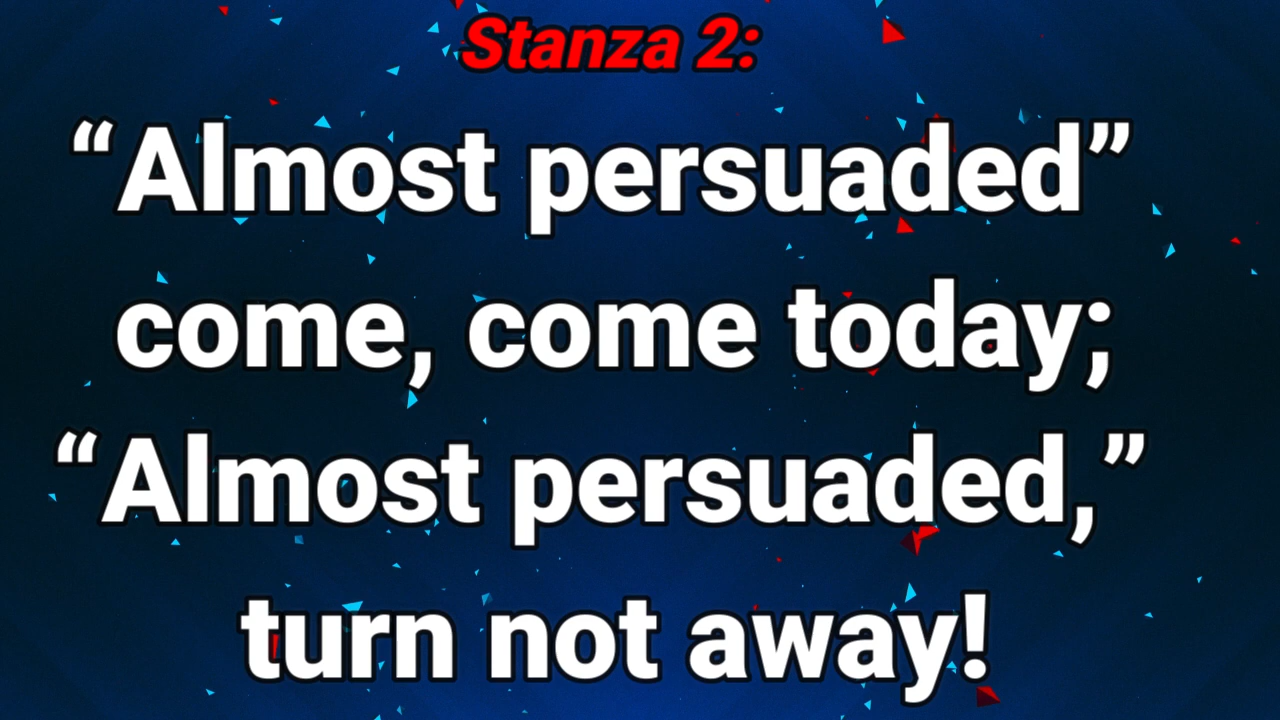 Stanza 2:
“Almost persuaded”
come, come today;
“Almost persuaded,”
turn not away!